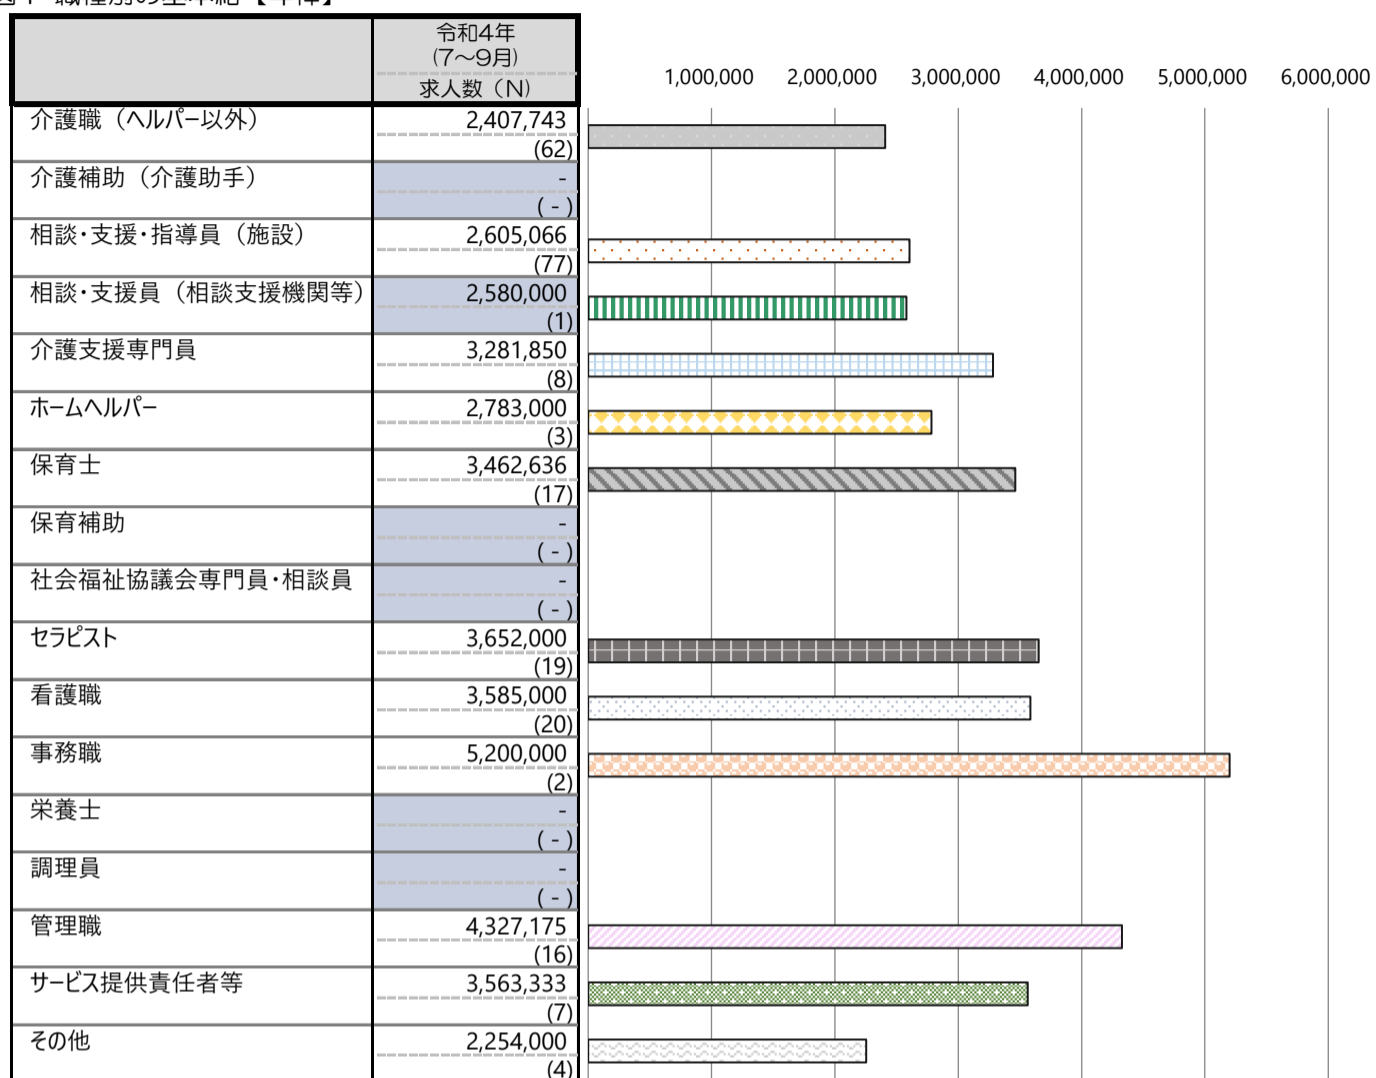 令和4年
(7～9月)
求人数（N）
1,000,000 2,000,000 3,000,000 4,000,000 5,000,000 6,000,000
介護職（ヘルパー以外） 2,407,743
(62)
介護補助（介護助手） -
( - )
相談・支援・指導員（施設） 2,605,066
(77)
相談・支援員（相談支援機関等） 2,580,000
(1)
介護支援専門員 3,281,850
(8)
ホームヘルパー 2,783,000
(3)
保育士 3,462,636
(17)
保育補助 -
( - )
社会福祉協議会専門員・相談員 -
( - )
セラピスト 3,652,000
(19)
看護職 3,585,000
(20)
事務職 5,200,000
(2)
栄養士 -
( - )
調理員 -
( - )
管理職 4,327,175
(16)
サービス提供責任者等 3,563,333
(7)
その他 2,254,000
(4)